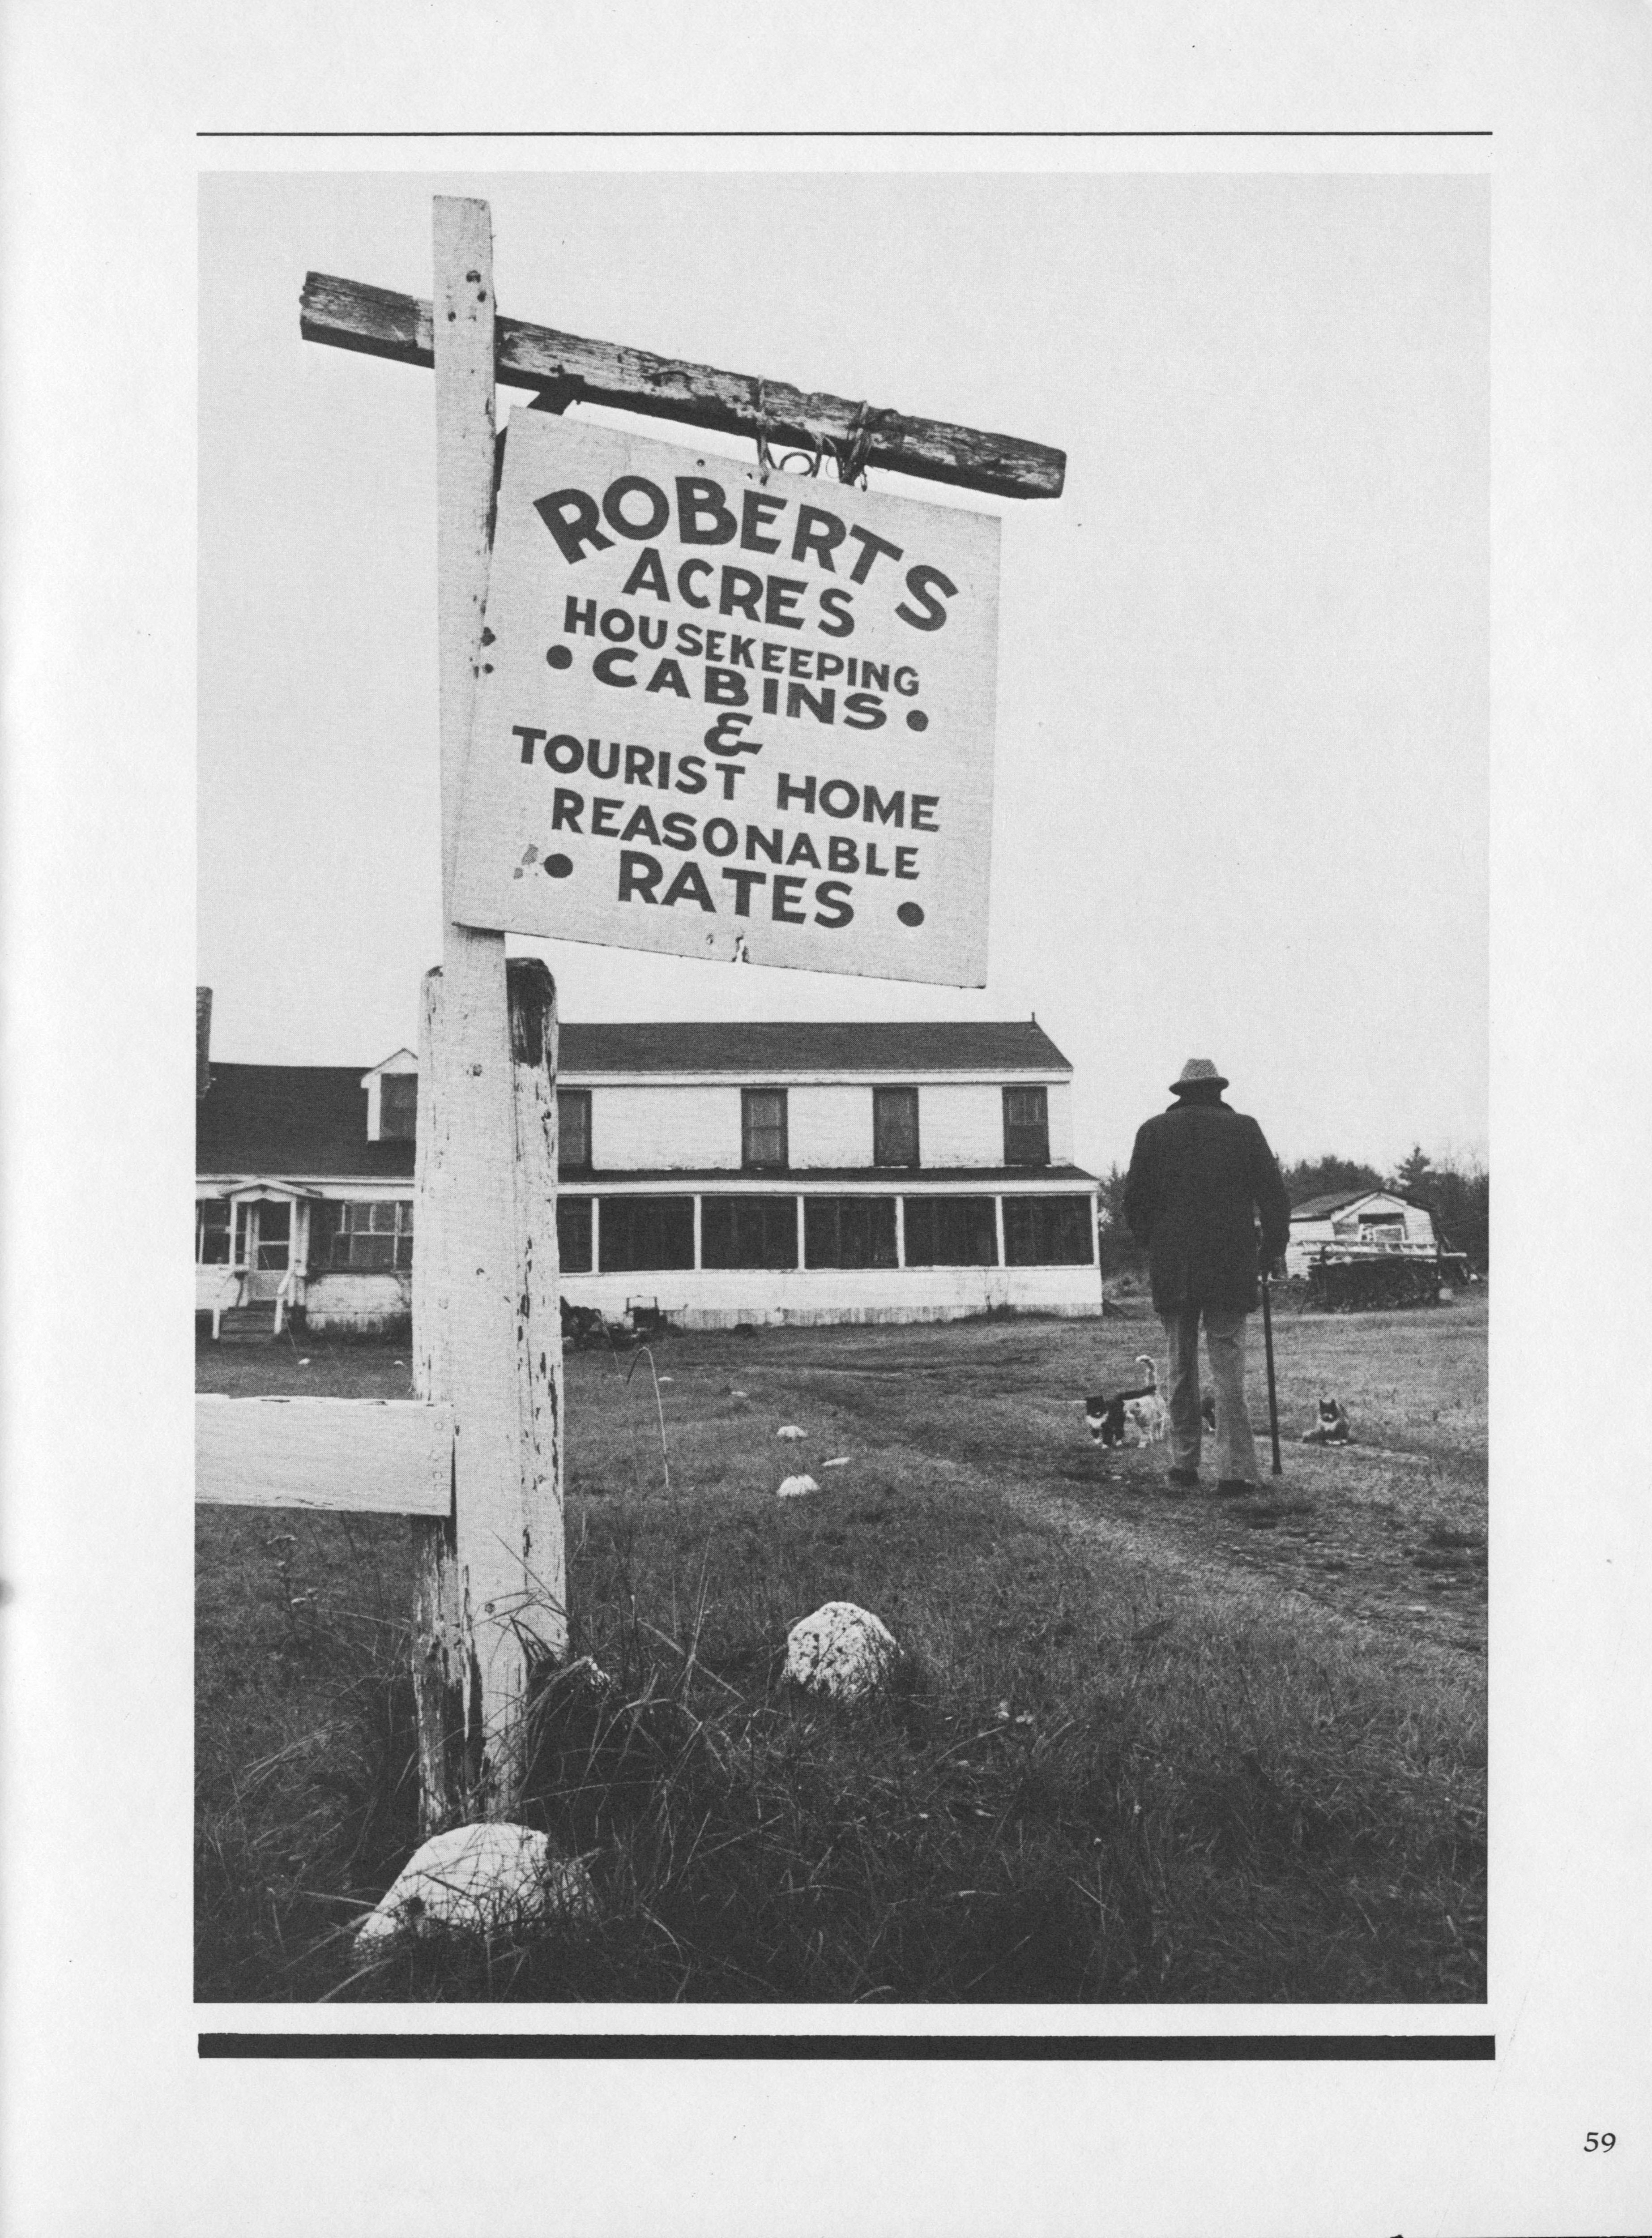 ROBERTS
ACRES
HOUSEKEEPING
• CABINS •
&
TOURIST HOME
REASONABLE
• RATES •
59